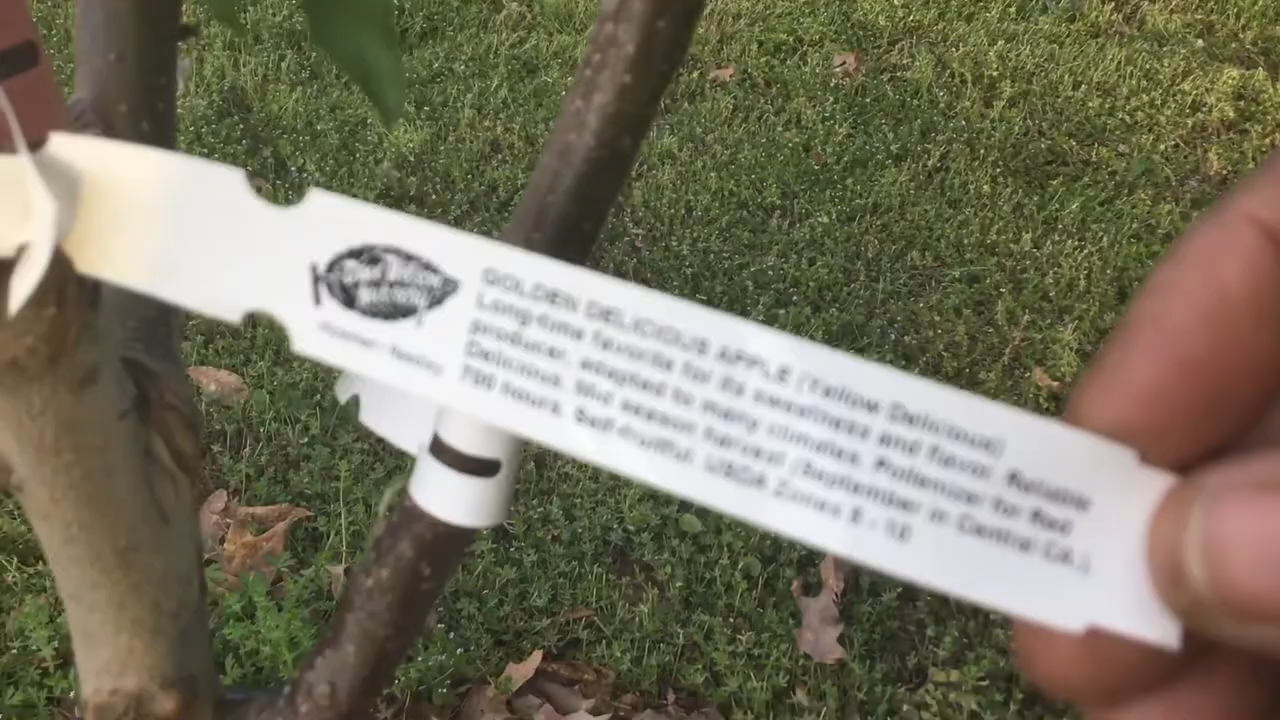 GOLDEN DELICIOUS APPLE (Yellow Delicious)
Long-time favorite for its sweetness and flavor. Reliable
producer, adapted to many climates. Pollenizer for Red
Delicious. Mid season harvest (September in Central CA.)
700 hours. Self-fruitful. USDA Zones - 10